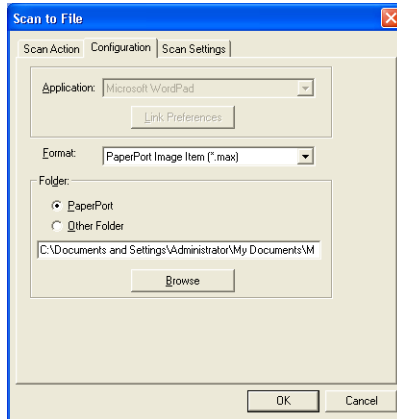 Scan to File
Scan Action Configuration Scan Settings
Application: Microsoft WordPad
Link Preferences
Format: PaperPort Image Item (*.max)
Folder:
PaperPort
Other Folder
C:\Documents and Settings\Administrator\My Documents\M
Browse
OK Cancel